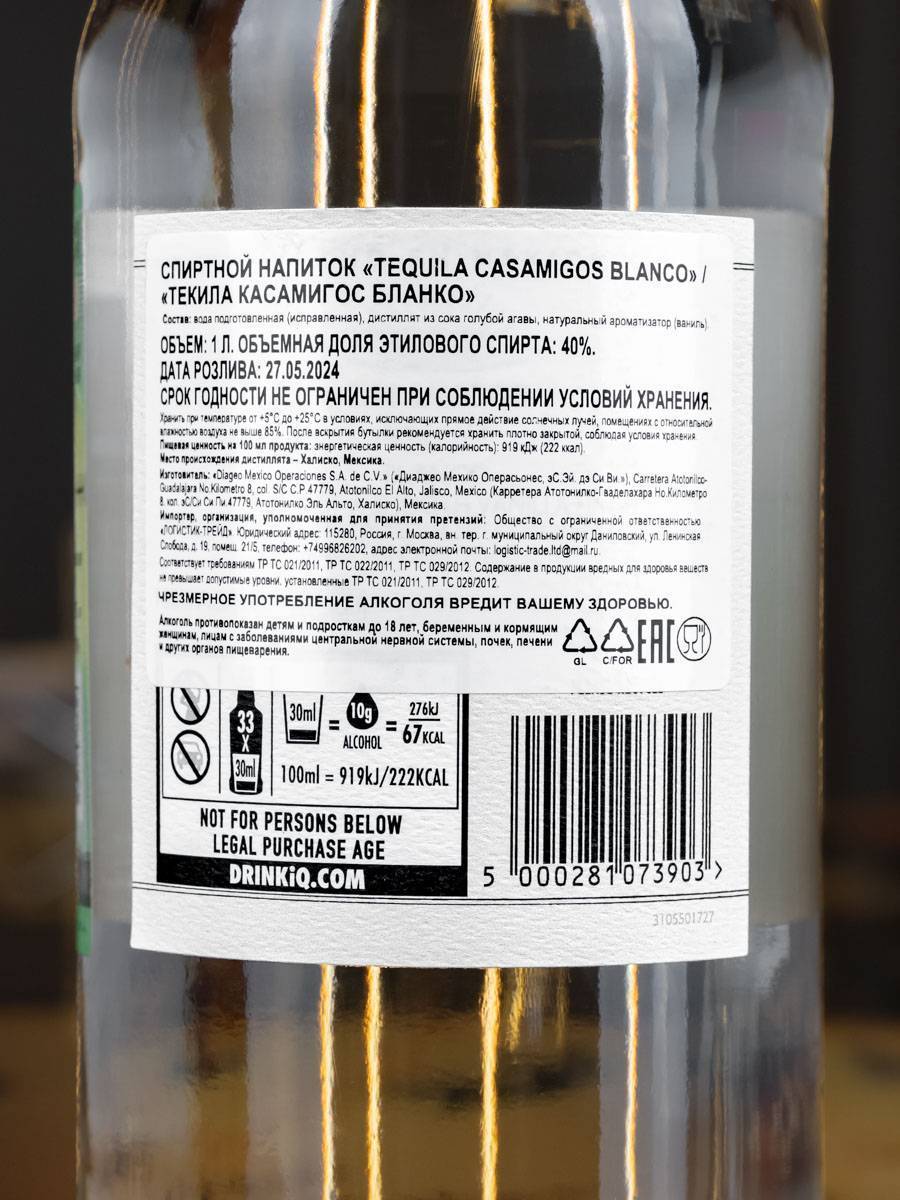 СПИРТНОЙ НАПИТОК «TEQUILA CASAMIGOS BLANCO» /
«ТЕКИЛА КАСАМИГОС БЛАНКО»
Состав: вода подготовленная (исправленная), дистиллят из сока голубой агавы, натуральный ароматизатор (ваниль).
ОБЪЕМ: 1 Л. ОБЪЕМНАЯ ДОЛЯ ЭТИЛОВОГО СПИРТА: 40%.
ДАТА РОЗЛИВА: 27.05.2024
СРОК ГОДНОСТИ НЕ ОГРАНИЧЕН ПРИ СОБЛЮДЕНИИ УСЛОВИЙ ХРАНЕНИЯ.
Хранить при температуре от +5°С до +25°С в условиях, исключающих прямое действие солнечных лучей, помещениях с относительной
влажностью воздуха не выше 85%. После вскрытия бутылки рекомендуется хранить плотно закрытой, соблюдая условия хранения.
Пищевая ценность на 100 мл продукта: энергетическая ценность (калорийность): 919 кДж (222 ккал).
Место происхождения дистиллята – Халиско, Мексика.
Изготовитель: «Diageo Mexico Operaciones S.A. de C.V.» («Диаджео Мехико Операсьонес, эС.Эй. дэ Си.Ви.»), Carretera Atotonilco-
Guadalajara No.Kilometro 8, col. S/C C.P 47779, Atotonilco El Alto, Jalisco, Mexico (Карретера Атотонилко-Гваделахара Но.Километро
8, кол. эС/Си Си.Пи 47779, Атотонилко Эль Альто, Халиско), Мексика.
Импортер, организация, уполномоченная для принятия претензий: Общество с ограниченной ответственностью
«ЛОГИСТИК-ТРЕЙД». Юридический адрес: 115280, Россия, г. Москва, вн. тер. г. муниципальный округ Даниловский, ул. Ленинская
Слобода, д. 19, помещ. 21/5, телефон: +74996826202, адрес электронной почты: logistic-trade.ltd@mail.ru.
Соответствует требованиям ТР ТС 021/2011, ТР ТС 022/2011, ТР ТС 029/2012. Содержание в продукции вредных для здоровья веществ
не превышает допустимые уровни, установленные ТР ТС 021/2011, ТР ТС 029/2012.
ЧРЕЗМЕРНОЕ УПОТРЕБЛЕНИЕ АЛКОГОЛЯ ВРЕДИТ ВАШЕМУ ЗДОРОВЬЮ.
Алкоголь противопоказан детям и подросткам до 18 лет, беременным и кормящим
женщинам, лицам с заболеваниями центральной нервной системы, почек, печени
и других органов пищеварения.
GL C/FOR EAC
33 X 30ml
30ml = 10g ALCOHOL = 276kJ 67KCAL
100ml = 919kJ/222KCAL
NOT FOR PERSONS BELOW
LEGAL PURCHASE AGE
DRINKiQ.COM
5 000281 073903 >
3105501727